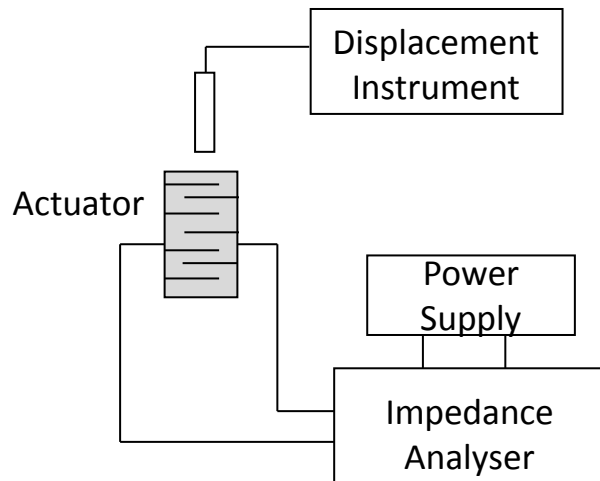 Displacement
Instrument
Actuator
Power
Supply
Impedance
Analyser